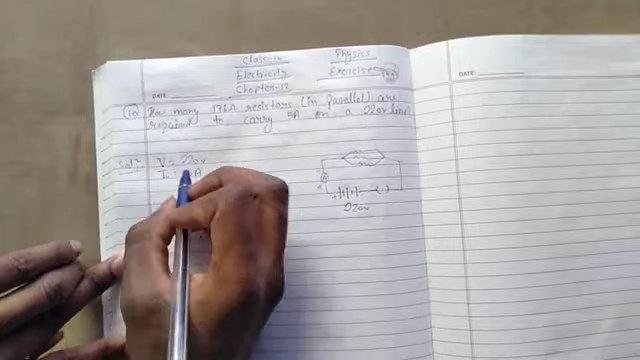 Class-10 Physics
Electricity Exercise
Chapter-12
DATE:
DATE:
(10) How many 176Ω resistors (in parallel) are
required to carry 5A on a 220v line?
Solⁿ: V = 220v
I = 5A
220v